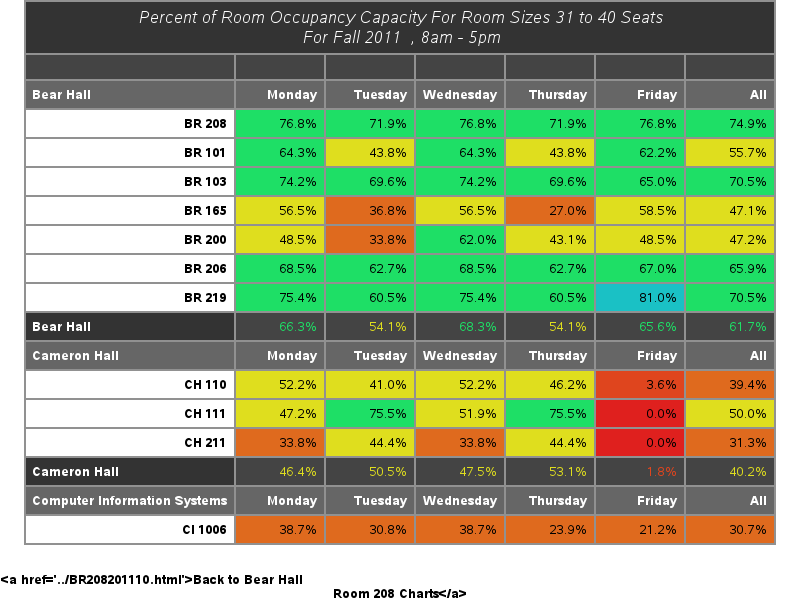 Percent of Room Occupancy Capacity For Room Sizes 31 to 40 Seats
For Fall 2011 , 8am - 5pm
Bear Hall Monday Tuesday Wednesday Thursday Friday All
BR 208 76.8% 71.9% 76.8% 71.9% 76.8% 74.9%
BR 101 64.3% 43.8% 64.3% 43.8% 62.2% 55.7%
BR 103 74.2% 69.6% 74.2% 69.6% 65.0% 70.5%
BR 165 56.5% 36.8% 56.5% 27.0% 58.5% 47.1%
BR 200 48.5% 33.8% 62.0% 43.1% 48.5% 47.2%
BR 206 68.5% 62.7% 68.5% 62.7% 67.0% 65.9%
BR 219 75.4% 60.5% 75.4% 60.5% 81.0% 70.5%
Bear Hall 66.3% 54.1% 68.3% 54.1% 65.6% 61.7%
Cameron Hall Monday Tuesday Wednesday Thursday Friday All
CH 110 52.2% 41.0% 52.2% 46.2% 3.6% 39.4%
CH 111 47.2% 75.5% 51.9% 75.5% 0.0% 50.0%
CH 211 33.8% 44.4% 33.8% 44.4% 0.0% 31.3%
Cameron Hall 46.4% 50.5% 47.5% 53.1% 1.8% 40.2%
Computer Information Systems Monday Tuesday Wednesday Thursday Friday All
CI 1006 38.7% 30.8% 38.7% 23.9% 21.2% 30.7%
<a href='../BR208201110.html'>Back to Bear Hall
Room 208 Charts</a>